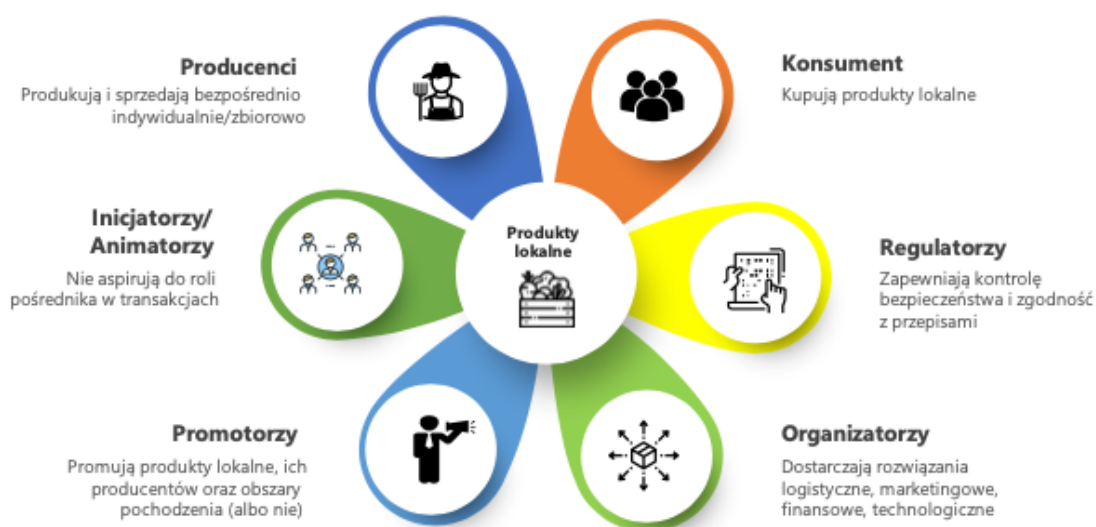 Producenci
Produkują i sprzedają bezpośrednio
indywidualnie/zbiorowo
Konsument
Kupują produkty lokalne
Inicjatorzy/
Animatorzy
Nie aspirują do roli
pośrednika w transakcjach
Produkty
lokalne
Regulatorzy
Zapewniają kontrolę
bezpieczeństwa i zgodność
z przepisami
Promotorzy
Promują produkty lokalne, ich
producentów oraz obszary
pochodzenia (albo nie)
Organizatorzy
Dostarczają rozwiązania
logistyczne, marketingowe,
finansowe, technologiczne